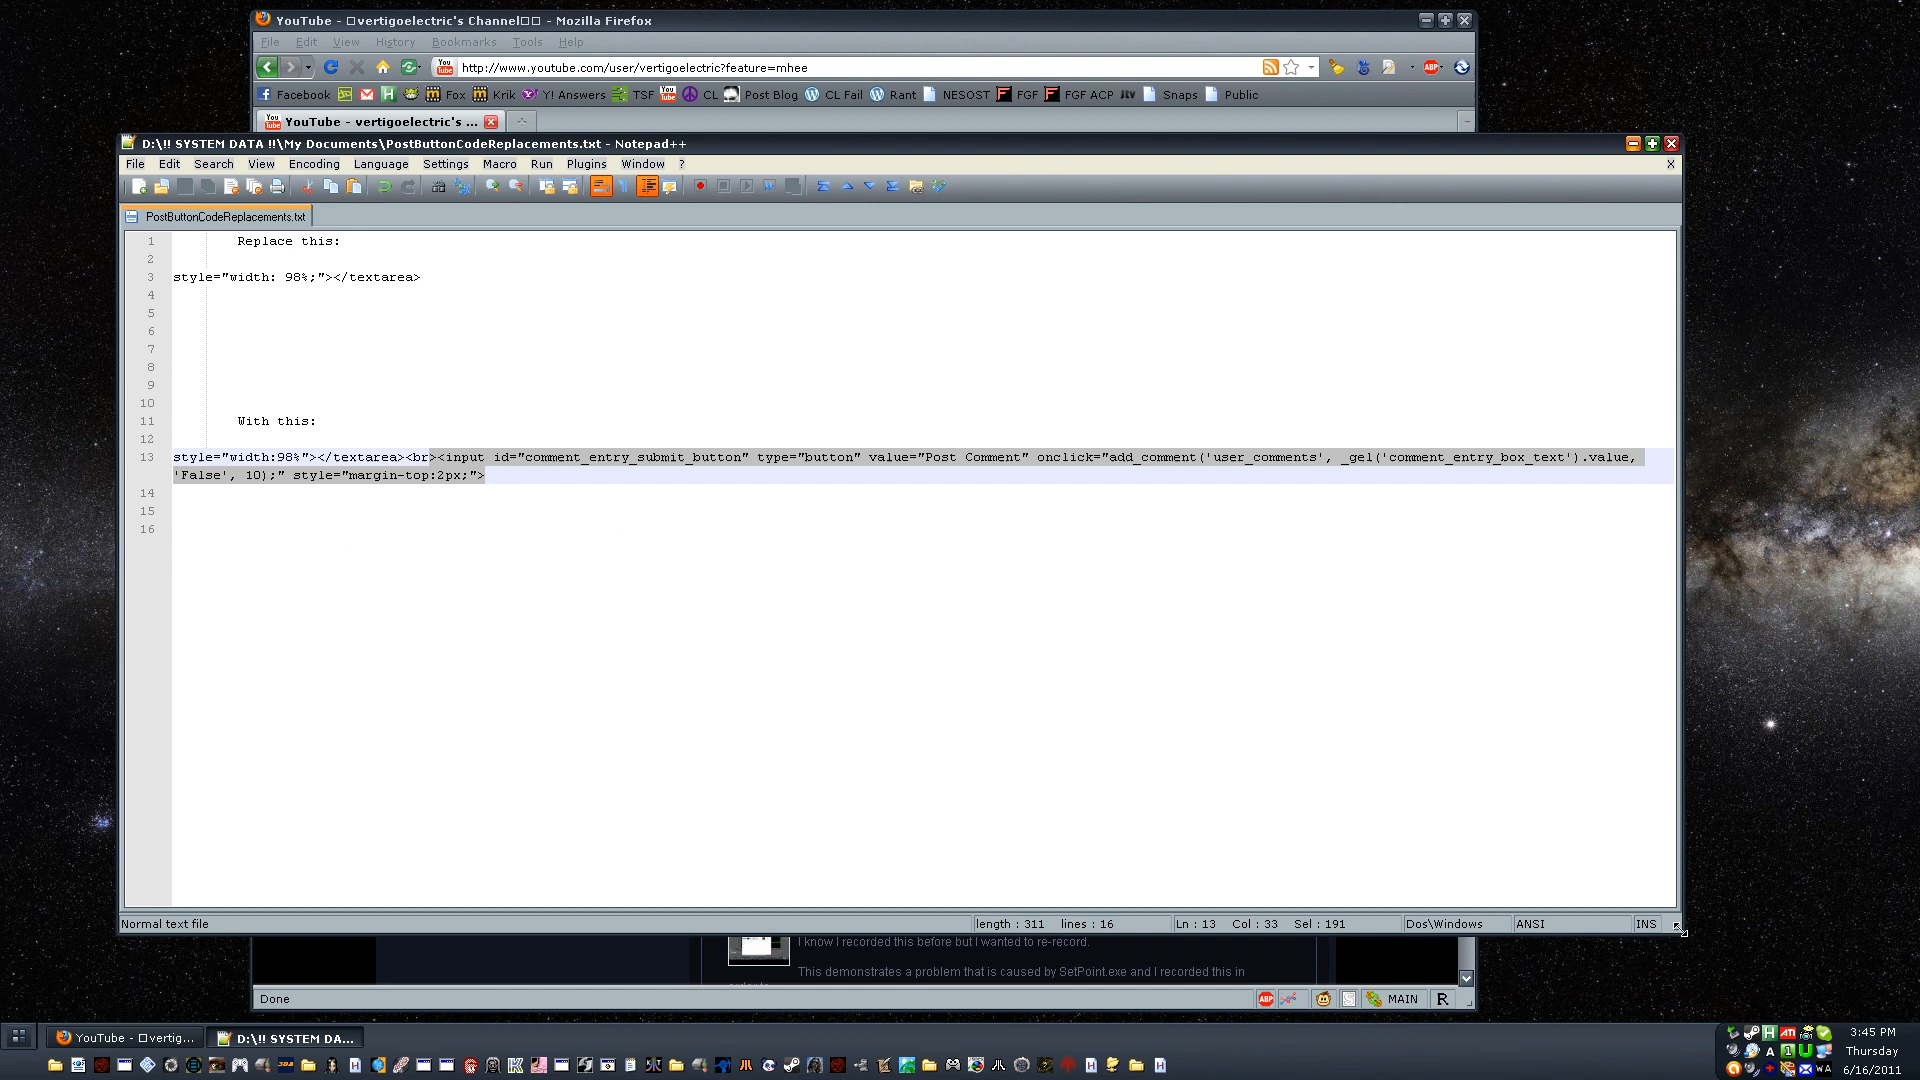 YouTube - □vertigoelectric's Channel□□ - Mozilla Firefox
File Edit View History Bookmarks Tools Help
You Tube http://www.youtube.com/user/vertigoelectric?feature=mhee ABP
Facebook Fox Krik Y! Answers TSF CL Post Blog CL Fail Rant NESOST FGF FGF ACP Jtv Snaps Public
YouTube - vertigoelectric's ...
D:\!! SYSTEM DATA !!\My Documents\PostButtonCodeReplacements.txt - Notepad++
File Edit Search View Encoding Language Settings Macro Run Plugins Window ? X
PostButtonCodeReplacements.txt
1 Replace this:
2
3 style="width: 98%;"></textarea>
4
5
6
7
8
9
10
11 With this:
12
13 style="width:98%"></textarea><br><input id="comment_entry_submit_button" type="button" value="Post Comment" onclick="add_comment('user_comments', _gel('comment_entry_box_text').value,
'False', 10);" style="margin-top:2px;">
14
15
16
Normal text file length : 311 lines : 16 Ln : 13 Col : 33 Sel : 191 Dos\Windows ANSI INS
I know I recorded this before but I wanted to re-record.
This demonstrates a problem that is caused by SetPoint.exe and I recorded this in
Done ABP MAIN R
YouTube - □vertig... D:\!! SYSTEM DA...
3:45 PM
Thursday
6/16/2011